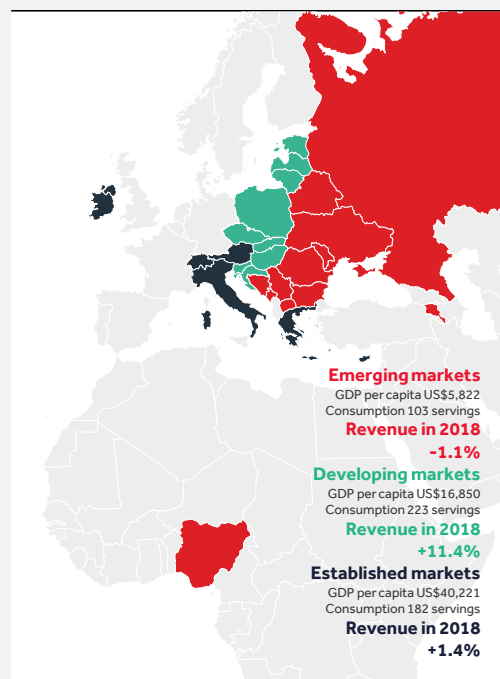 Emerging markets
GDP per capita US$5,822
Consumption 103 servings
Revenue in 2018
-1.1%
Developing markets
GDP per capita US$16,850
Consumption 223 servings
Revenue in 2018
+11.4%
Established markets
GDP per capita US$40,221
Consumption 182 servings
Revenue in 2018
+1.4%